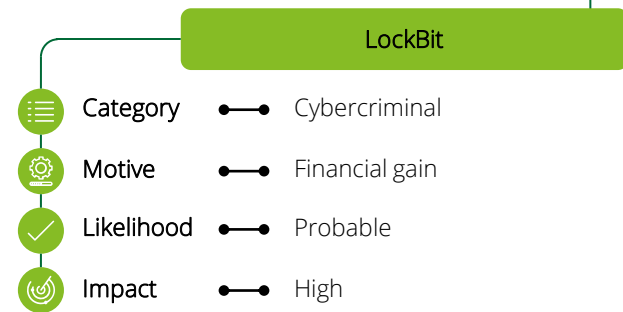 LockBit
Category Cybercriminal
Motive Financial gain
Likelihood Probable
Impact High